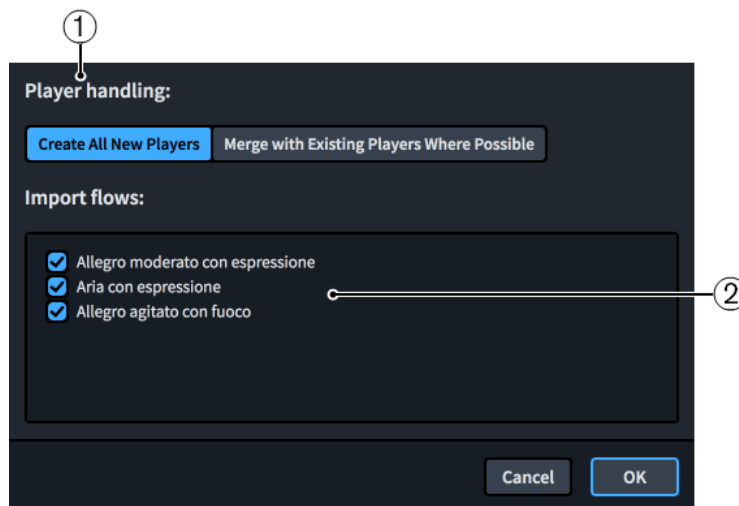 1
Player handling:
Create All New Players Merge with Existing Players Where Possible
Import flows:
Allegro moderato con espressione
Aria con espressione
Allegro agitato con fuoco
2
Cancel OK